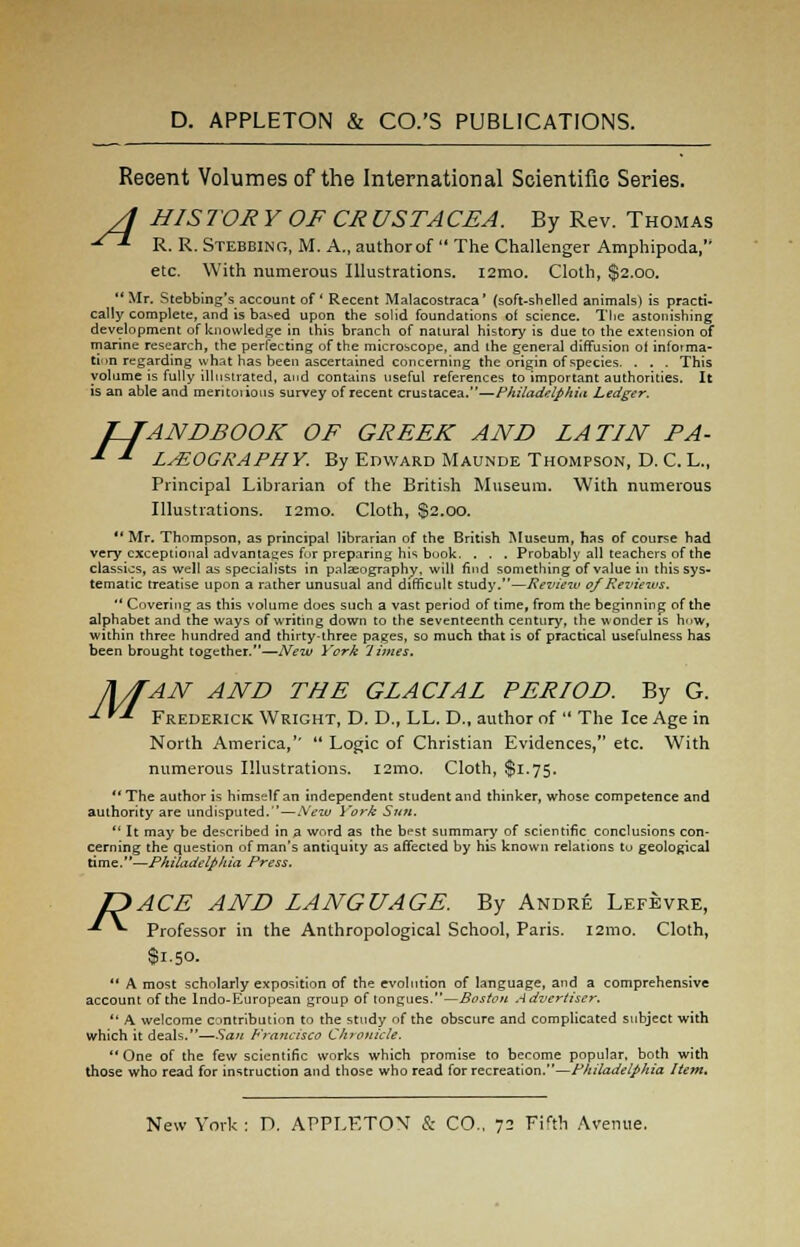 D. APPLETON & CO.'S PUBLICATIONS.
Recent Volumes of the International Scientific Series.
A HISTORY OF CRUSTACEA. By Rev. THOMAS
R. R. STEBBING, M. A., author of " The Challenger Amphipoda,"
etc. With numerous Illustrations. 12mo. Cloth, $2.00.
" Mr. Stebbing's account of ' Recent Malacostraca' (soft-shelled animals) is practi-
cally complete, and is based upon the solid foundations of science. The astonishing
development of knowledge in this branch of natural history is due to the extension of
marine research, the perfecting of the microscope, and the general diffusion of informa-
tion regarding what has been ascertained concerning the origin of species. . . . This
volume is fully illustrated, and contains useful references to important authorities. It
is an able and meritorious survey of recent crustacea."—Philadelphia Ledger.
HANDBOOK OF GREEK AND LATIN PA-
LÆOGRAPHY. By EDWARD MAUNDE THOMPSON, D. C. L.,
Principal Librarian of the British Museum. With numerous
Illustrations. 12mo. Cloth, $2.00.
" Mr. Thompson, as principal librarian of the British Museum, has of course had
very exceptional advantages for preparing his book. . . . Probably all teachers of the
classics, as well as specialists in palæography, will find something of value in this sys-
tematic treatise upon a rather unusual and difficult study."—Review of Reviews.
" Covering as this volume does such a vast period of time, from the beginning of the
alphabet and the ways of writing down to the seventeenth century, the wonder is how,
within three hundred and thirty-three pages, so much that is of practical usefulness has
been brought together."—New York Times.
MAN AND THE GLACIAL PERIOD. By G.
FREDERICK WRIGHT, D. D., LL. D., author of " The Ice Age in
North America," " Logic of Christian Evidences," etc. With
numerous Illustrations. 12mo. Cloth, $1.75.
" The author is himself an independent student and thinker, whose competence and
authority are undisputed."—New York Sun.
" It may be described in a word as the best summary of scientific conclusions con-
cerning the question of man's antiquity as affected by his known relations to geological
time."—Philadelphia Press.
RACE AND LANGUAGE. By ANDRÉ LEFÈVRE,
Professor in the Anthropological School, Paris. 12mo. Cloth,
$1.50.
" A most scholarly exposition of the evolution of language, and a comprehensive
account of the Indo-European group of tongues."—Boston Advertiser.
" A welcome contribution to the study of the obscure and complicated subject with
which it deals."—San Francisco Chronicle.
" One of the few scientific works which promise to become popular, both with
those who read for instruction and those who read for recreation."—Philadelphia Item.
New York : D. APPLETON & CO., 72 Fifth Avenue.